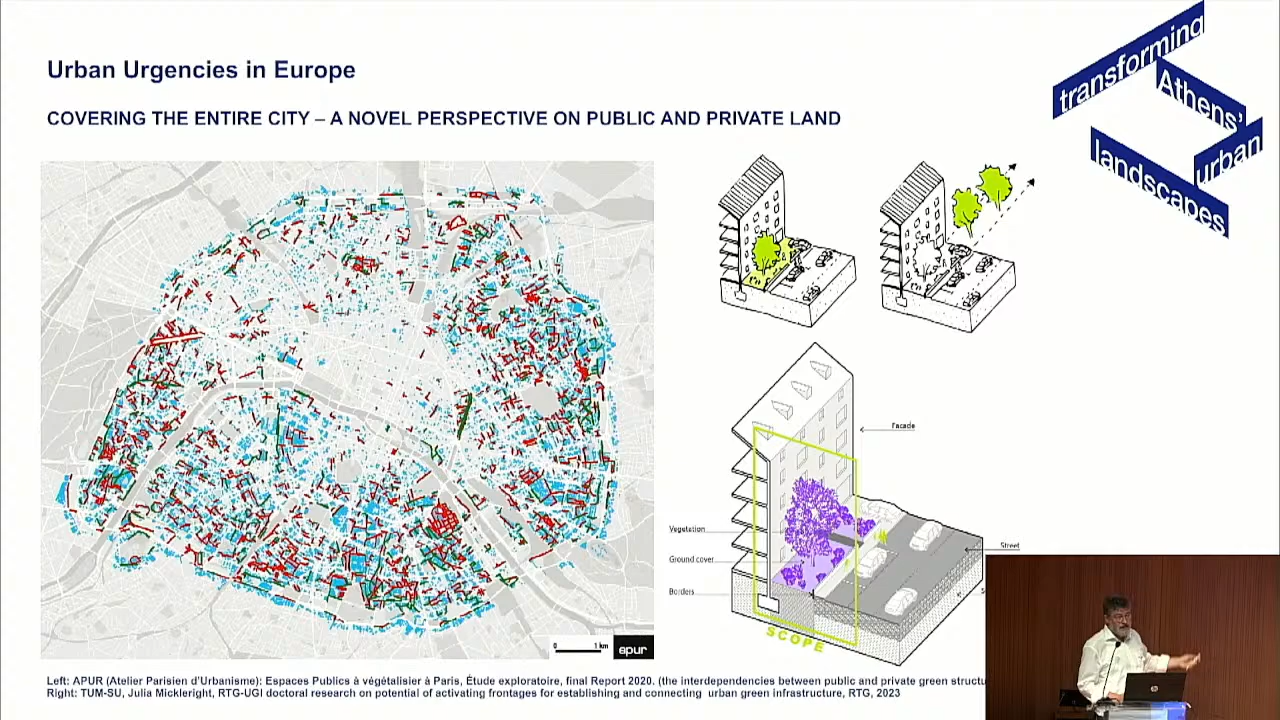 Urban Urgencies in Europe
COVERING THE ENTIRE CITY – A NOVEL PERSPECTIVE ON PUBLIC AND PRIVATE LAND
transforming
Athens'
urban
landscapes
Facade
Vegetation
Street
Ground cover
Borders
S
SCOPE
0 1 km
apur
Left: APUR (Atelier Parisien d'Urbanisme): Espaces Publics à végétaliser à Paris, Étude exploratoire, final Report 2020. (the interdependencies between public and private green structu
Right: TUM-SU, Julia Mickleright, RTG-UGI doctoral research on potential of activating frontages for establishing and connecting urban green infrastructure, RTG, 2023